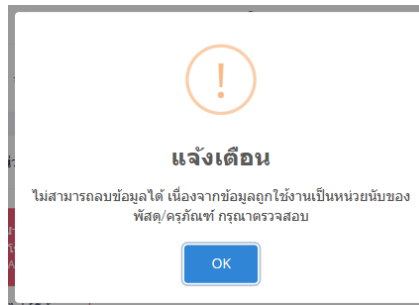 !
แจ้งเตือน
ไม่สามารถลบข้อมูลได้ เนื่องจากข้อมูลถูกใช้งานเป็นหน่วยนับของ
พัสดุ/ครุภัณฑ์ กรุณาตรวจสอบ
OK